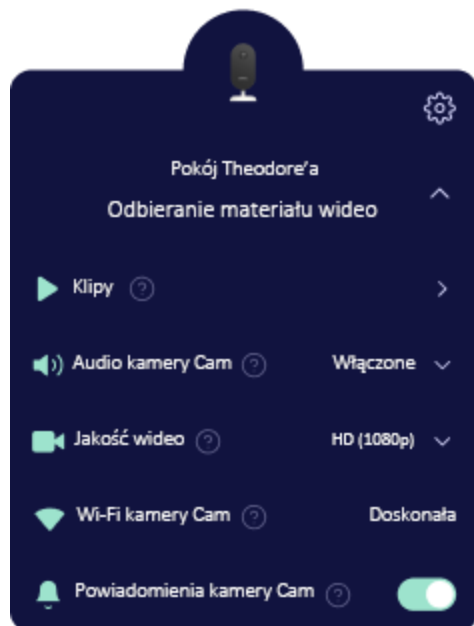 Pokój Theodore’a
Odbieranie materiału wideo
Klipy ?
Audio kamery Cam ? Włączone
Jakość wideo ? HD (1080p)
Wi-Fi kamery Cam ? Doskonała
Powiadomienia kamery Cam ?